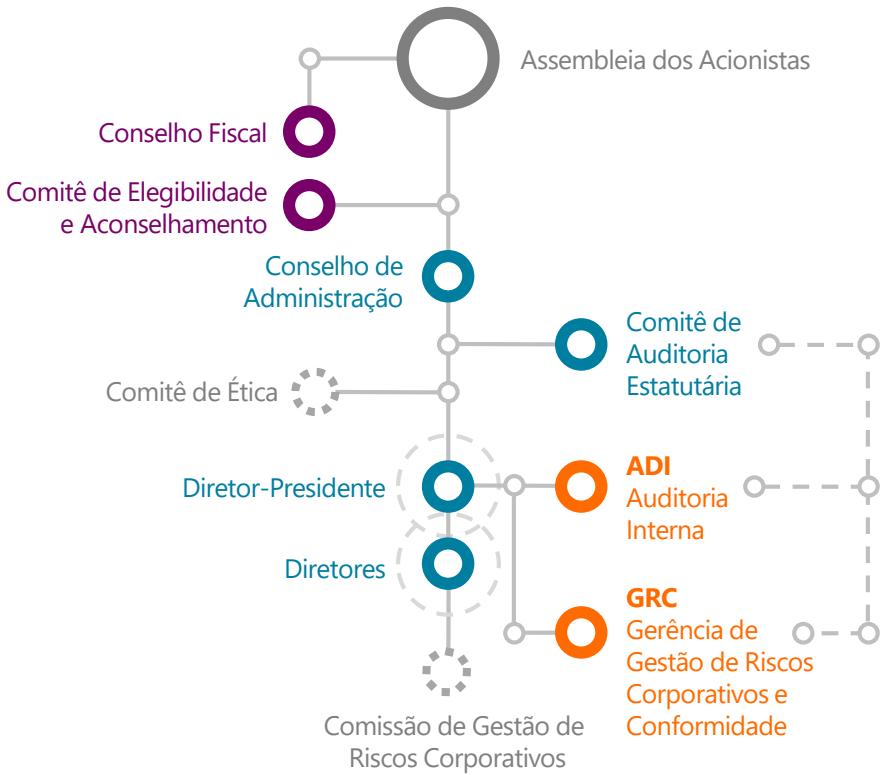 Assembleia dos Acionistas
Conselho Fiscal
Comitê de Elegibilidade
e Aconselhamento
Conselho de
Administração
Comitê de
Auditoria
Estatutária
Comitê de Ética
Diretor-Presidente
ADI
Auditoria
Interna
Diretores
GRC
Gerência de
Gestão de Riscos
Corporativos e
Conformidade
Comissão de Gestão de
Riscos Corporativos